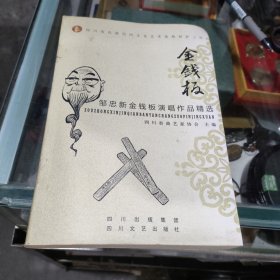 金钱板
邹忠新金钱板演唱作品精选
ZOUZHONGXINJINQIANBANYANCHANGZUOPINJINGXUAN
四川省曲艺家协会 主编
四川出版集团
四川文艺出版社